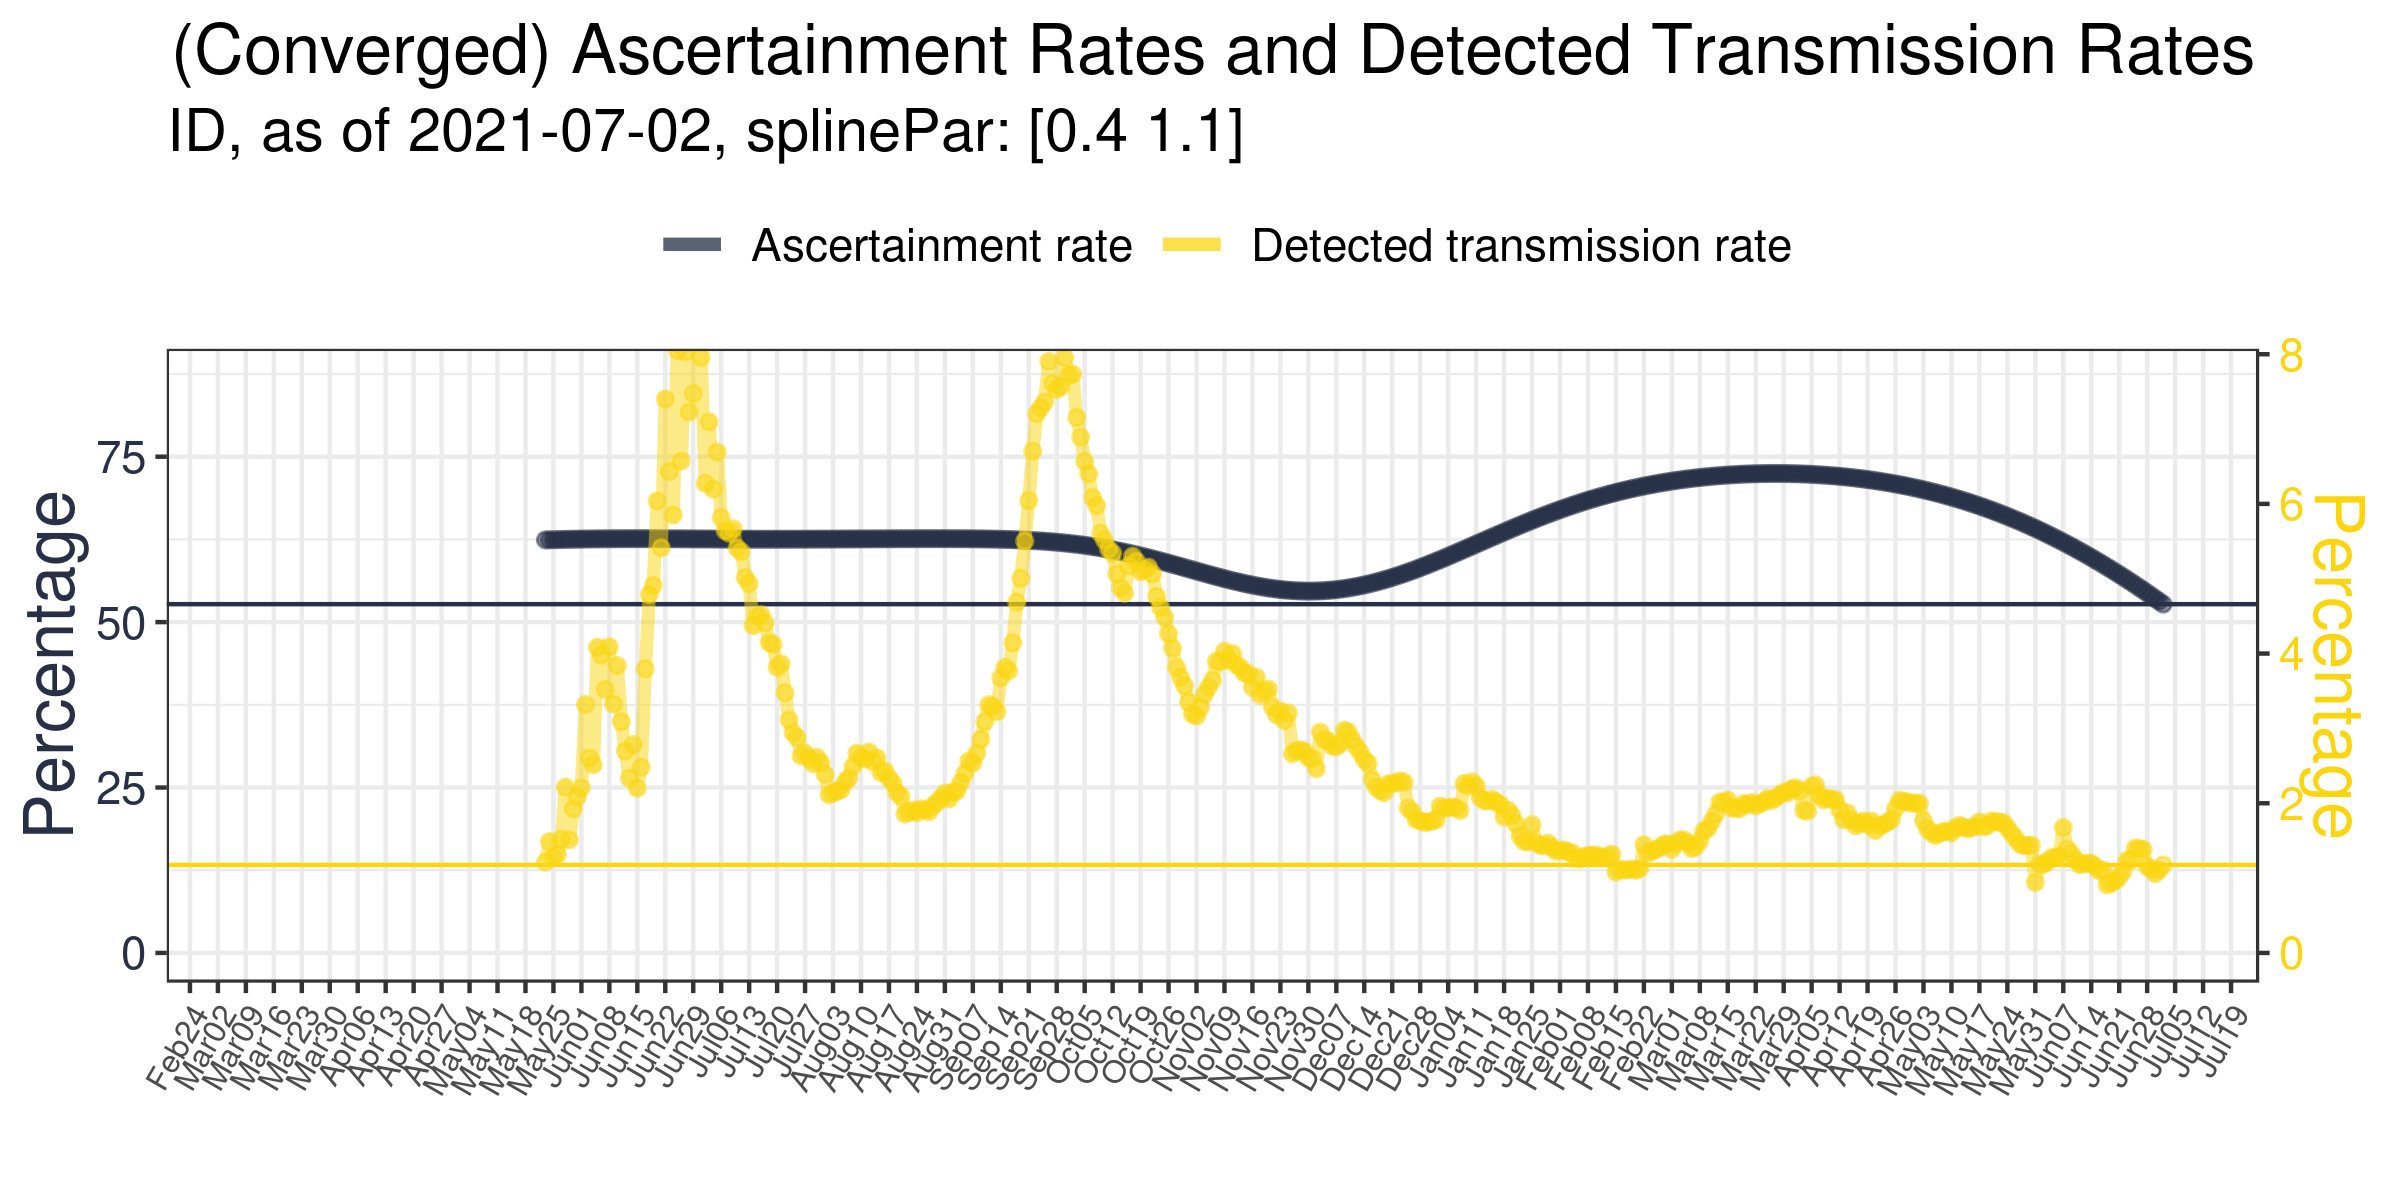 (Converged) Ascertainment Rates and Detected Transmission Rates
ID, as of 2021-07-02, splinePar: [0.4 1.1]
Ascertainment rate Detected transmission rate
Percentage
75
50
25
0
8
6
4
2
0
Percentage
Feb24 Mar02 Mar09 Mar16 Mar23 Mar30 Apr06 Apr13 Apr20 Apr27 May04 May11 May18 May25 Jun01 Jun08 Jun15 Jun22 Jun29 Jul06 Jul13 Jul20 Jul27 Aug03 Aug10 Aug17 Aug24 Aug31 Sep07 Sep14 Sep21 Sep28 Oct05 Oct12 Oct19 Oct26 Nov02 Nov09 Nov16 Nov23 Nov30 Dec07 Dec14 Dec21 Dec28 Jan04 Jan11 Jan18 Jan25 Feb01 Feb08 Feb15 Feb22 Mar01 Mar08 Mar15 Mar22 Mar29 Apr05 Apr12 Apr19 Apr26 May03 May10 May17 May24 May31 Jun07 Jun14 Jun21 Jun28 Jul05 Jul12 Jul19